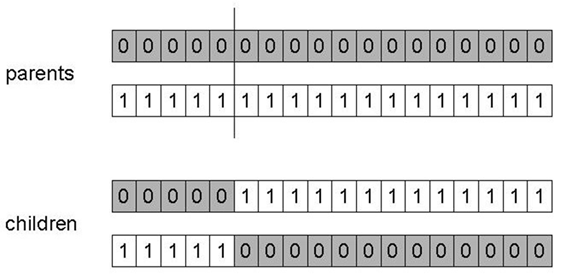 0 0 0 0 0 0 0 0 0 0 0 0 0 0 0 0 0 0
parents
1 1 1 1 1 1 1 1 1 1 1 1 1 1 1 1 1 1
0 0 0 0 0 1 1 1 1 1 1 1 1 1 1 1 1 1
children
1 1 1 1 1 0 0 0 0 0 0 0 0 0 0 0 0 0